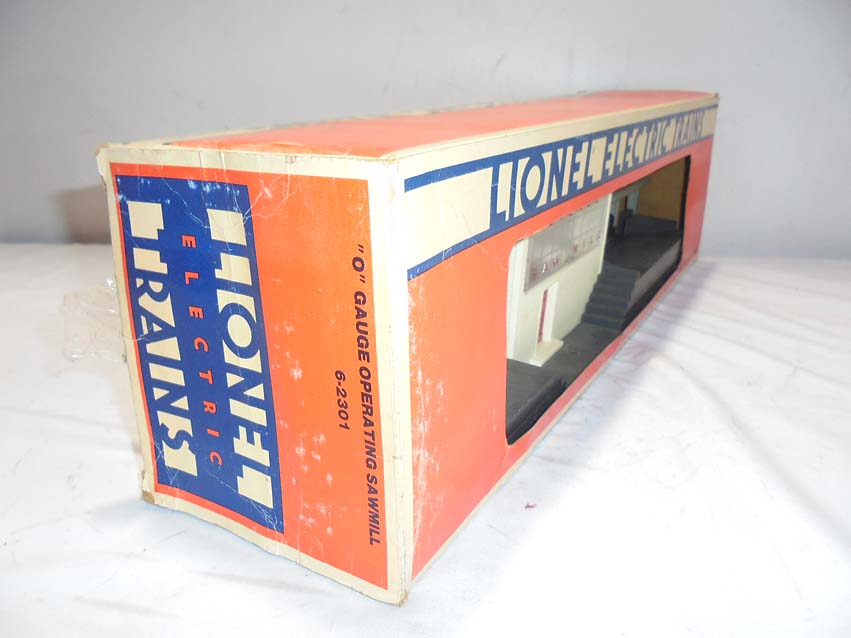 LIONEL
ELECTRIC
TRAINS
"O" GAUGE OPERATING SAWMILL
6-2301
LIONEL ELECTRIC TRAINS